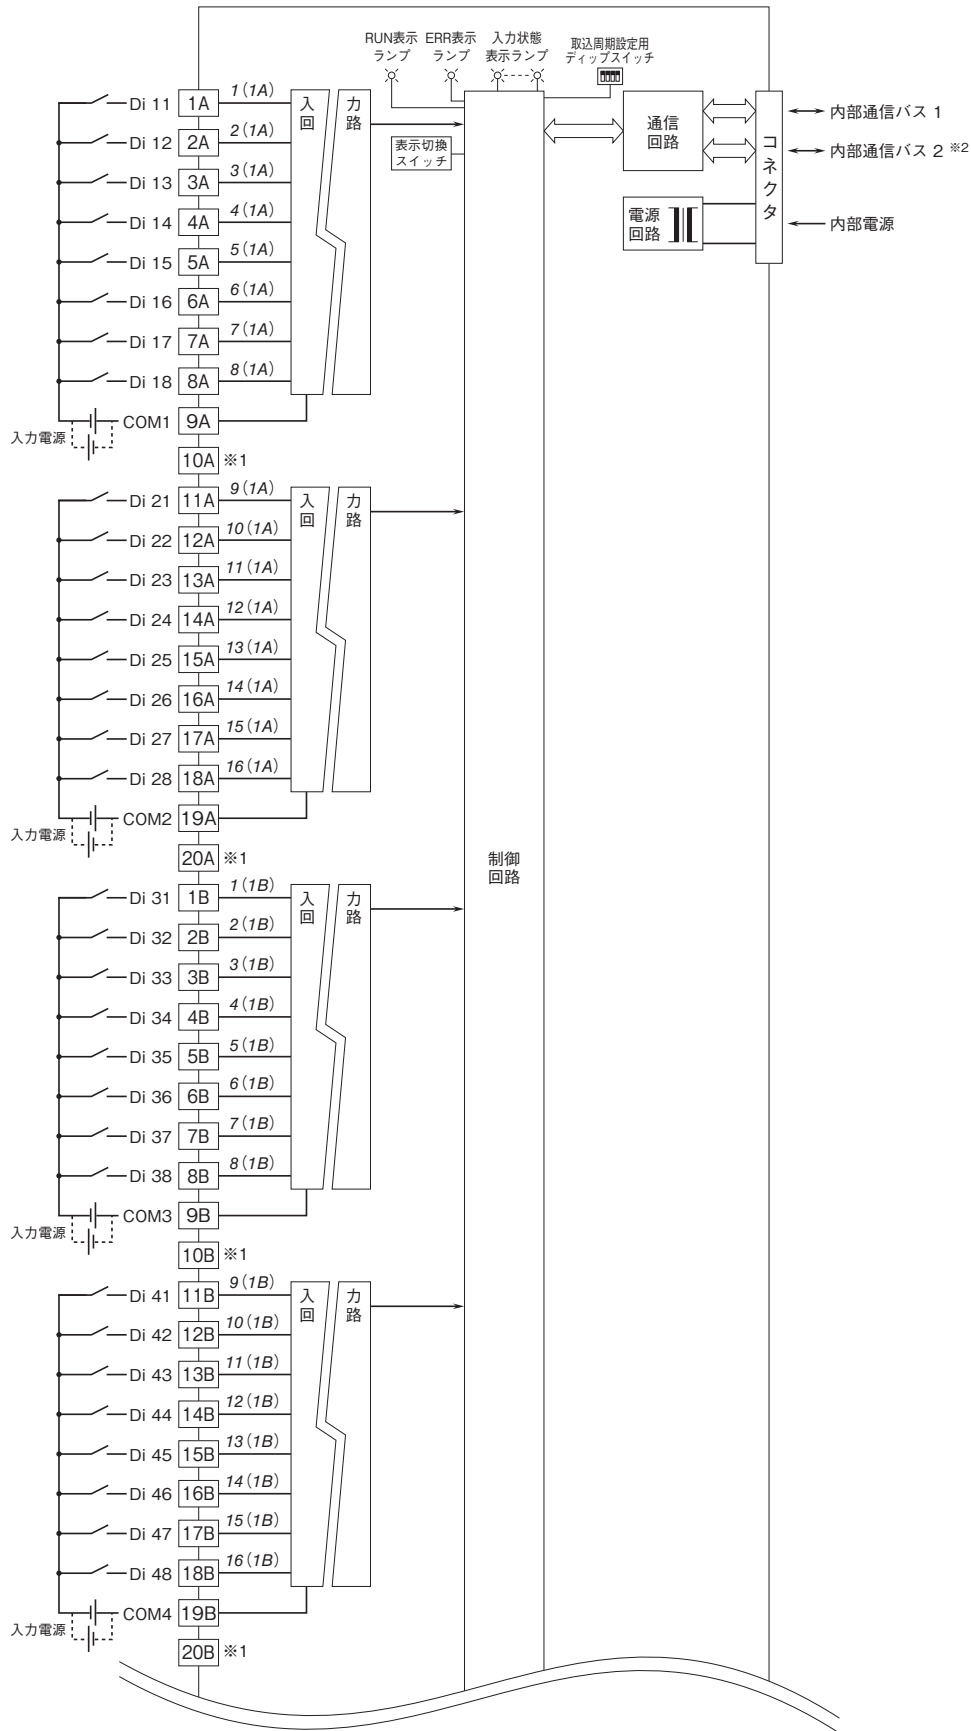 RUN表示
ランプ
ERR表示
ランプ
入力状態
表示ランプ
取込周期設定用
ディップスイッチ
表示切換
スイッチ
通信
回路
電源
回路
コネクタ
内部通信バス 1
内部通信バス 2 ※2
内部電源
制御
回路
Di 11 1A 1(1A)
Di 12 2A 2(1A)
Di 13 3A 3(1A)
Di 14 4A 4(1A)
Di 15 5A 5(1A)
Di 16 6A 6(1A)
Di 17 7A 7(1A)
Di 18 8A 8(1A)
COM1 9A
入力電源
10A ※1
入力
回路
Di 21 11A 9(1A)
Di 22 12A 10(1A)
Di 23 13A 11(1A)
Di 24 14A 12(1A)
Di 25 15A 13(1A)
Di 26 16A 14(1A)
Di 27 17A 15(1A)
Di 28 18A 16(1A)
COM2 19A
入力電源
20A ※1
入力
回路
Di 31 1B 1(1B)
Di 32 2B 2(1B)
Di 33 3B 3(1B)
Di 34 4B 4(1B)
Di 35 5B 5(1B)
Di 36 6B 6(1B)
Di 37 7B 7(1B)
Di 38 8B 8(1B)
COM3 9B
入力電源
10B ※1
入力
回路
Di 41 11B 9(1B)
Di 42 12B 10(1B)
Di 43 13B 11(1B)
Di 44 14B 12(1B)
Di 45 15B 13(1B)
Di 46 16B 14(1B)
Di 47 17B 15(1B)
Di 48 18B 16(1B)
COM4 19B
入力電源
20B ※1
入力
回路